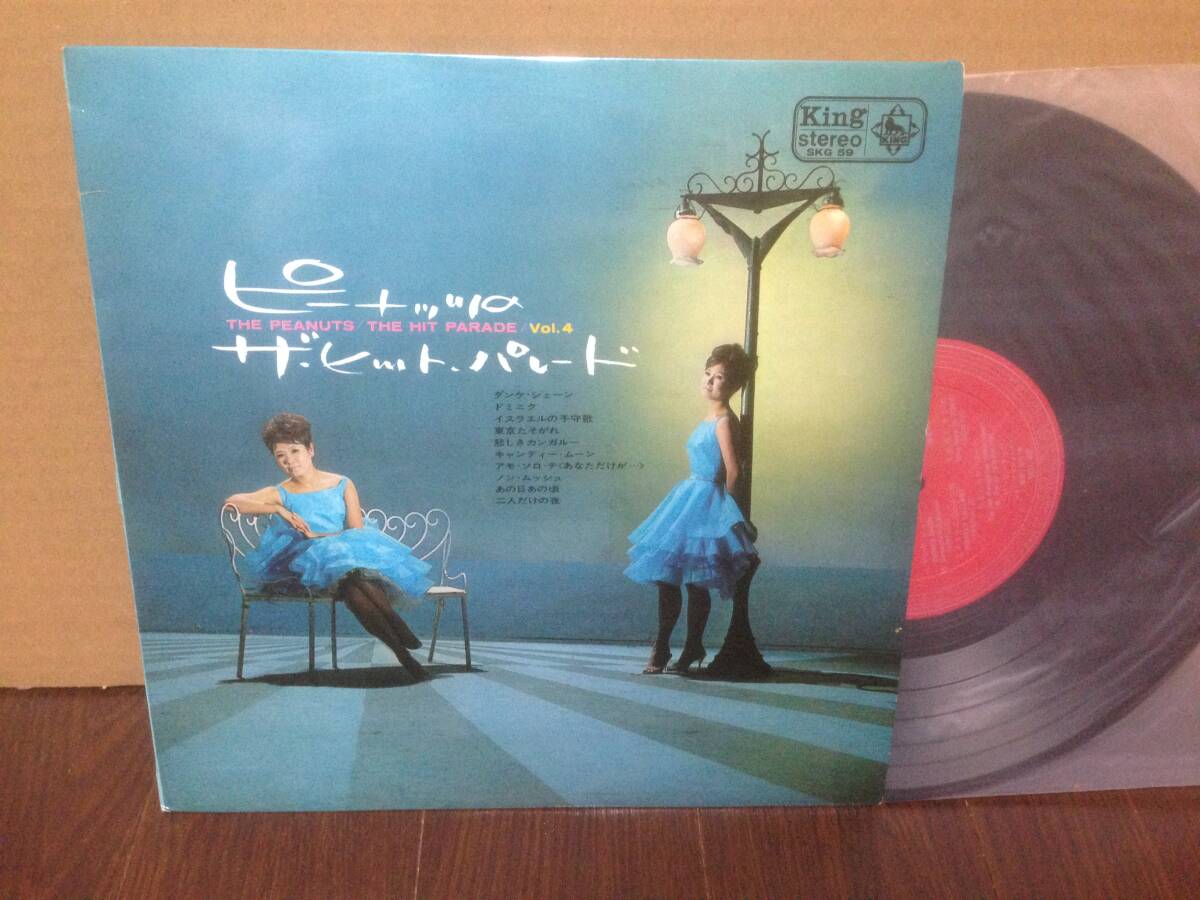 King
stereo
SKG 59
KING
ピーナッツの
THE PEANUTS / THE HIT PARADE / Vol.4
ザ・ヒット・パレード
ダンケ・シェーン
ドミニク
イスラエルの子守歌
東京たそがれ
悲しきカンガルー
キャンディー・ムーン
アモ・ソロ・テ〈あなただけが…〉
ノン・ムッシュ
あの日あの頃
二人だけの夜